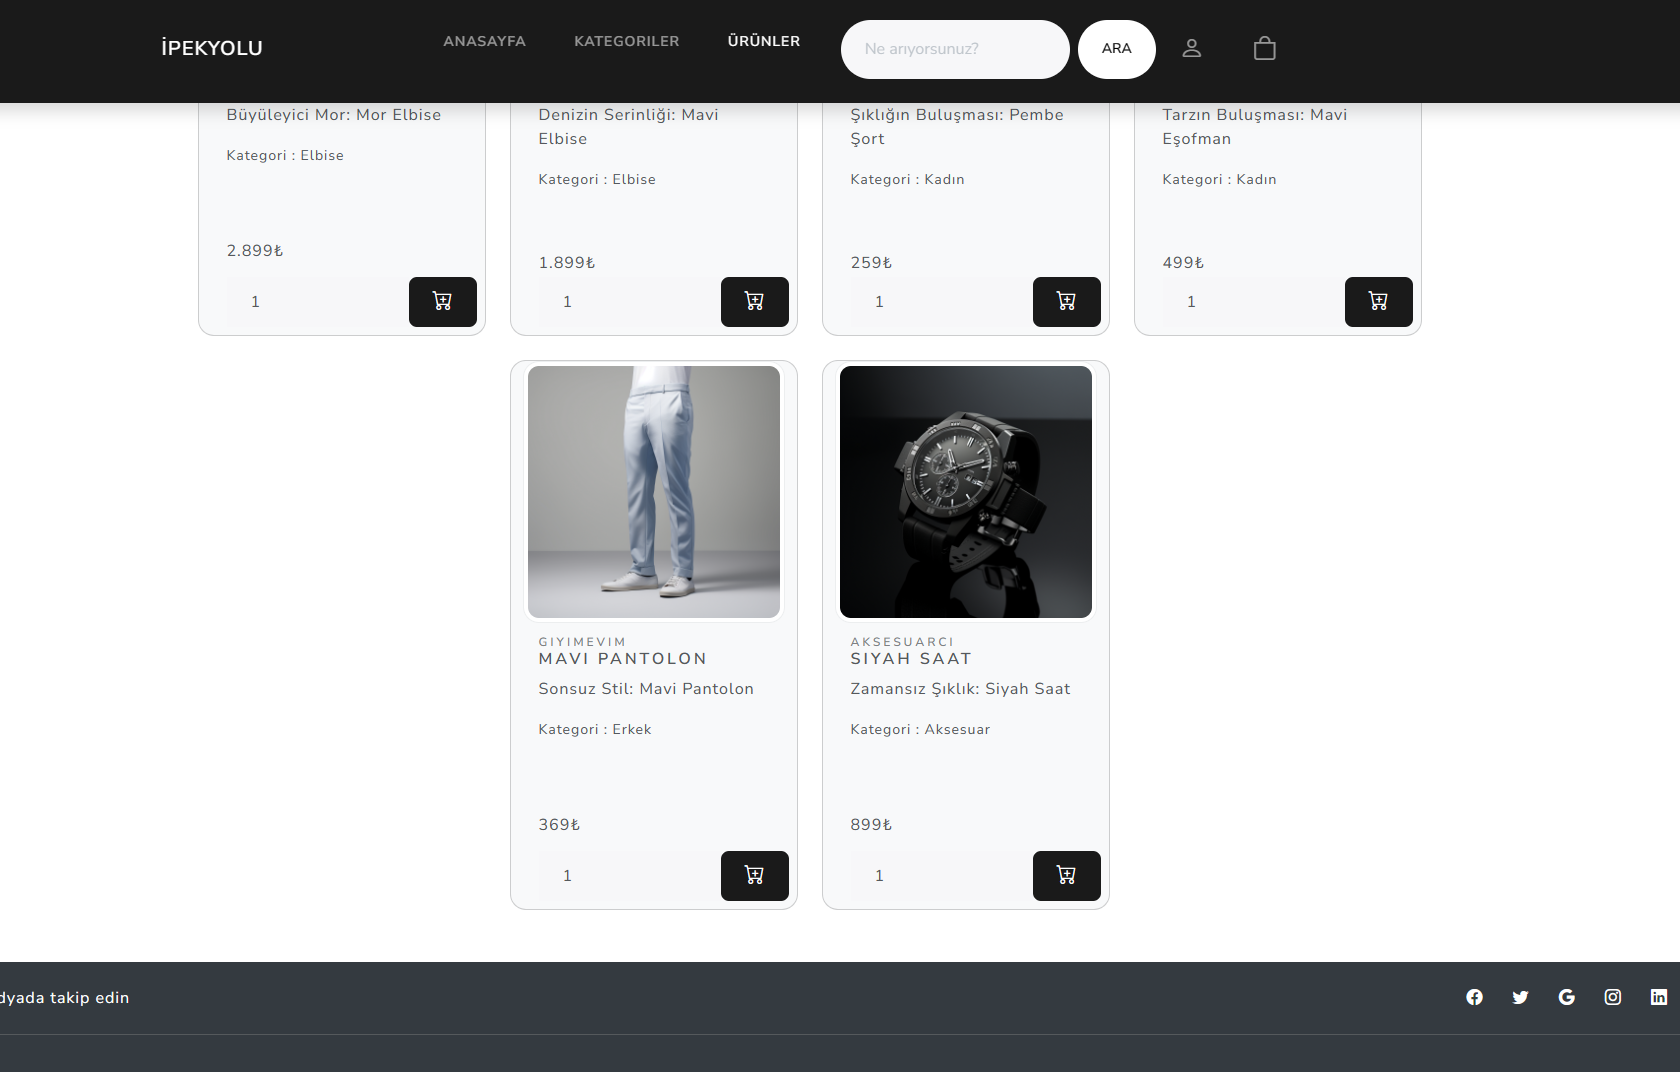 İPEKYOLU
ANASAYFA
KATEGORILER
ÜRÜNLER
Ne arıyorsunuz?
ARA
Büyüleyici Mor: Mor Elbise
Kategori : Elbise
2.899₺
1
Denizin Serinliği: Mavi
Elbise
Kategori : Elbise
1.899₺
1
Şıklığın Buluşması: Pembe
Şort
Kategori : Kadın
259₺
1
Tarzın Buluşması: Mavi
Eşofman
Kategori : Kadın
499₺
1
GIYIMEVIM
MAVI PANTOLON
Sonsuz Stil: Mavi Pantolon
Kategori : Erkek
369₺
1
AKSESUARCI
SIYAH SAAT
Zamansız Şıklık: Siyah Saat
Kategori : Aksesuar
899₺
1
dyada takip edin